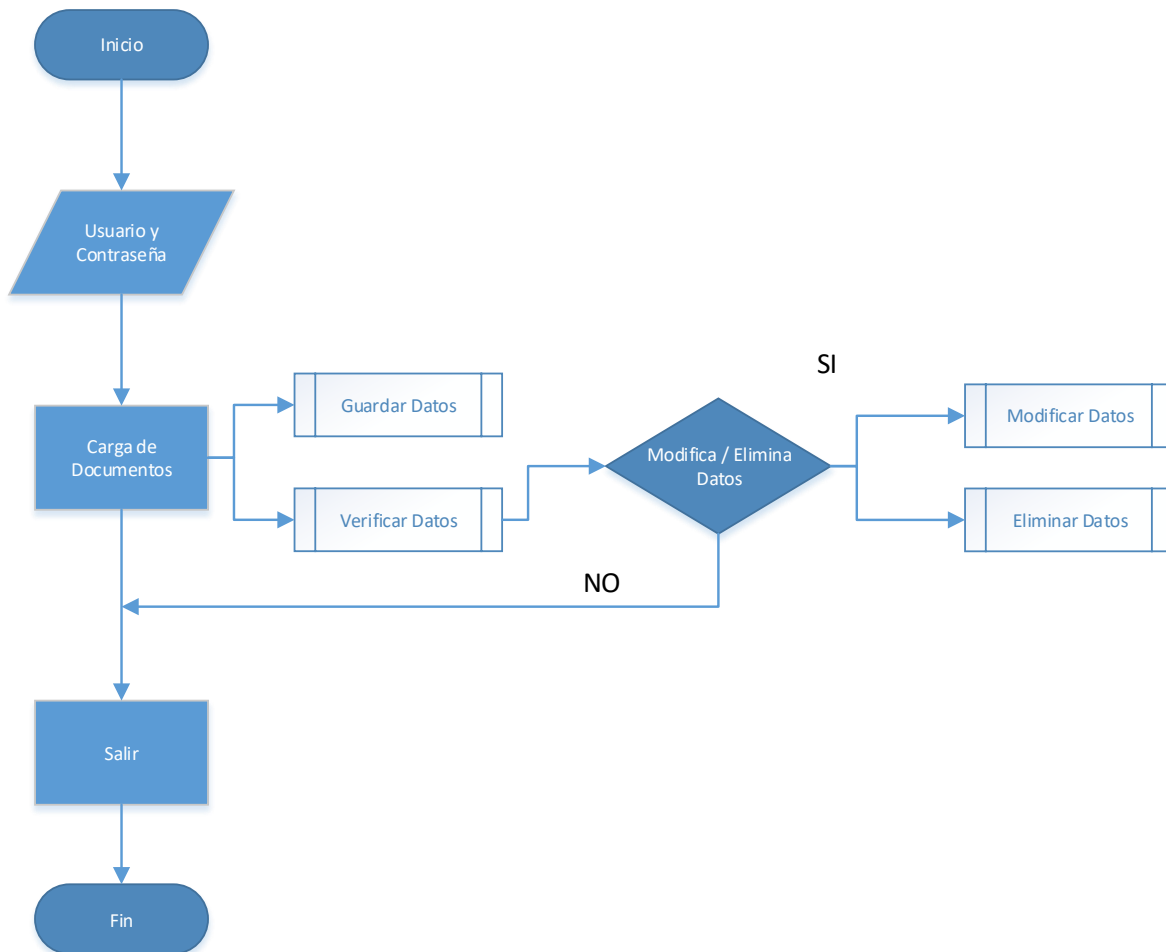 Inicio
Usuario y
Contraseña
SI
Guardar Datos
Modificar Datos
Carga de
Documentos
Modifica / Elimina
Datos
Verificar Datos
Eliminar Datos
NO
Salir
Fin